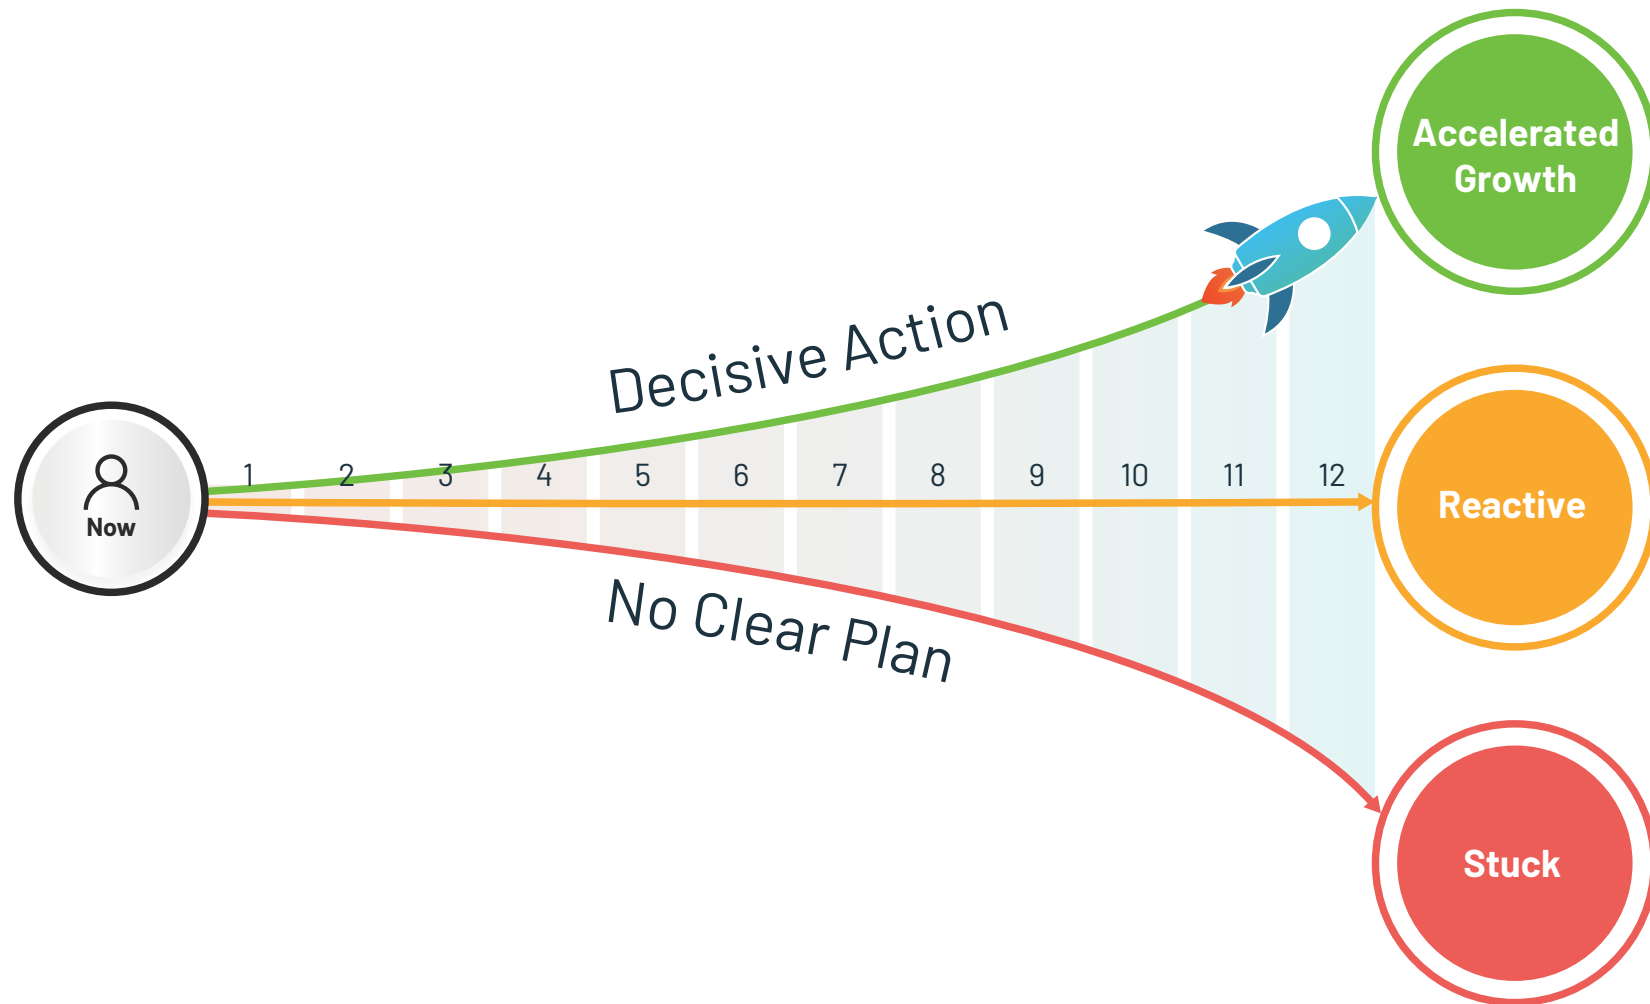 Accelerated
Growth
Decisive Action
1 2 3 4 5 6 7 8 9 10 11 12
Now
Reactive
No Clear Plan
Stuck